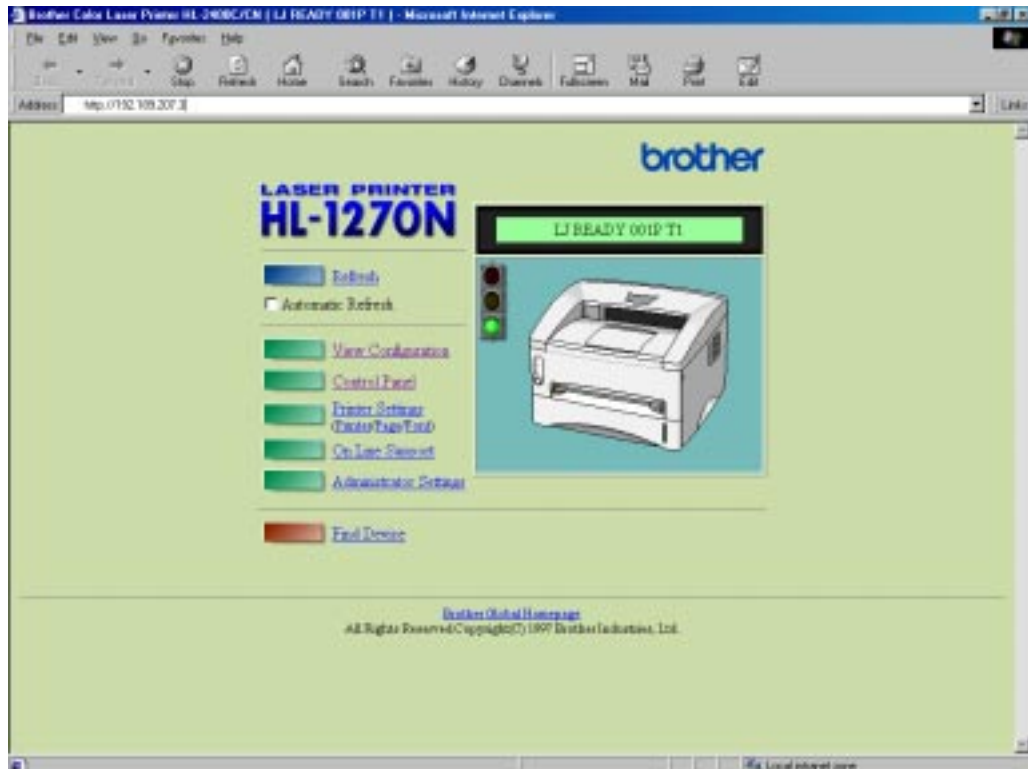 Brother Color Laser Printer HL-2400C/CN [ LJ READY 001P T1 ] - Microsoft Internet Explorer
File Edit View Go Favorites Help
Stop Refresh Home Search Favorites History Channels Fullscreen Mail Print Edit
Address Links
brother
LASER PRINTER
HL-1270N
LJ READY 001P T1
Refresh
Automatic Refresh
View Configuration
Control Panel
Printer Settings
(Printer/Page/Font)
On Line Support
Administrator Settings
Find Device
Brother Global Homepage
All Rights Reserved Copyright(C) 1997 Brother Industries, Ltd.
Local intranet zone